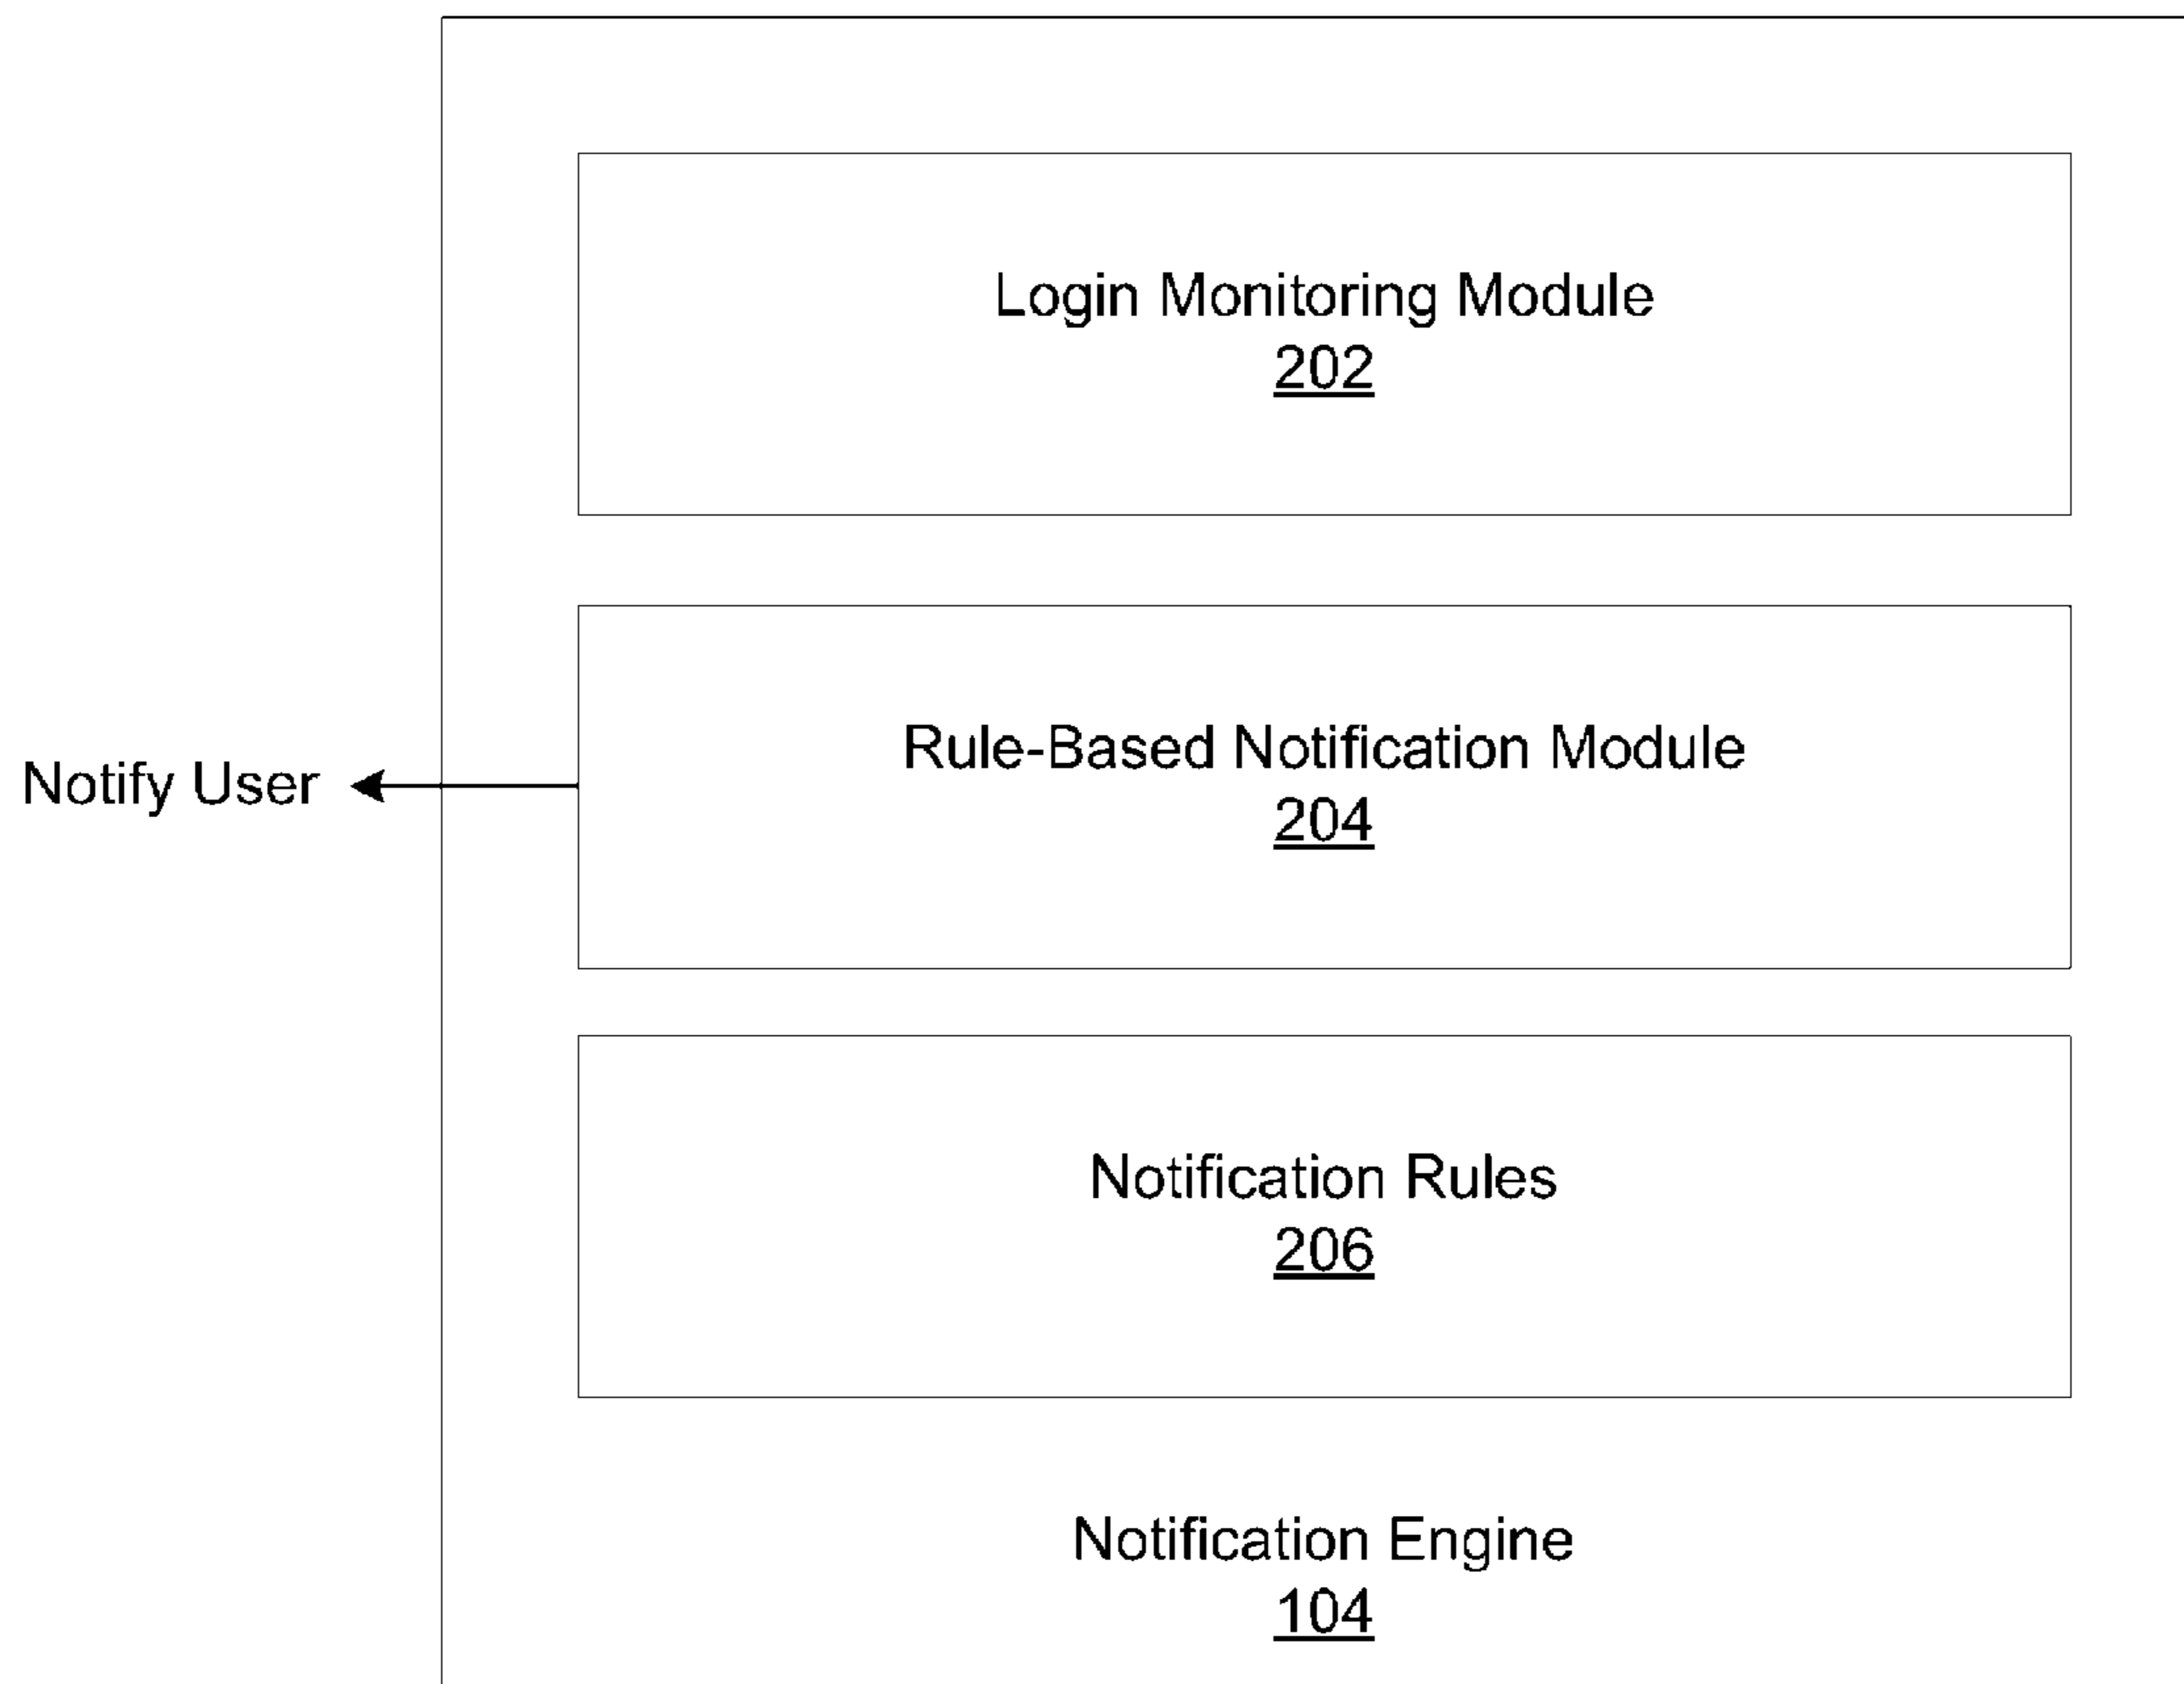 Login Monitoring Module
202
Rule-Based Notification Module
204
Notify User
Notification Rules
206
Notification Engine
104